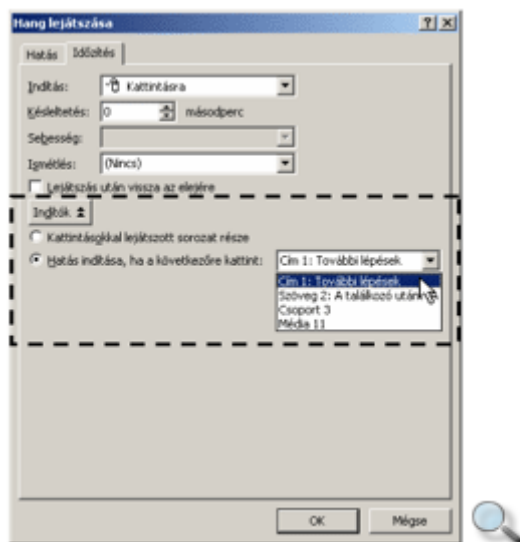 Hang lejátszása
Hatás Időzítés
Indítás: Kattintásra
Késleltetés: 0 másodperc
Sebesség:
Ismétlés: (Nincs)
Lejátszás után vissza az elejére
Indítók
Kattintásokkal lejátszott sorozat része
Hatás indítása, ha a következőre kattint: Cím 1: További lépések
Cím 1: További lépések
Szöveg 2: A találkozó után
Csoport 3
Média 11
OK Mégse